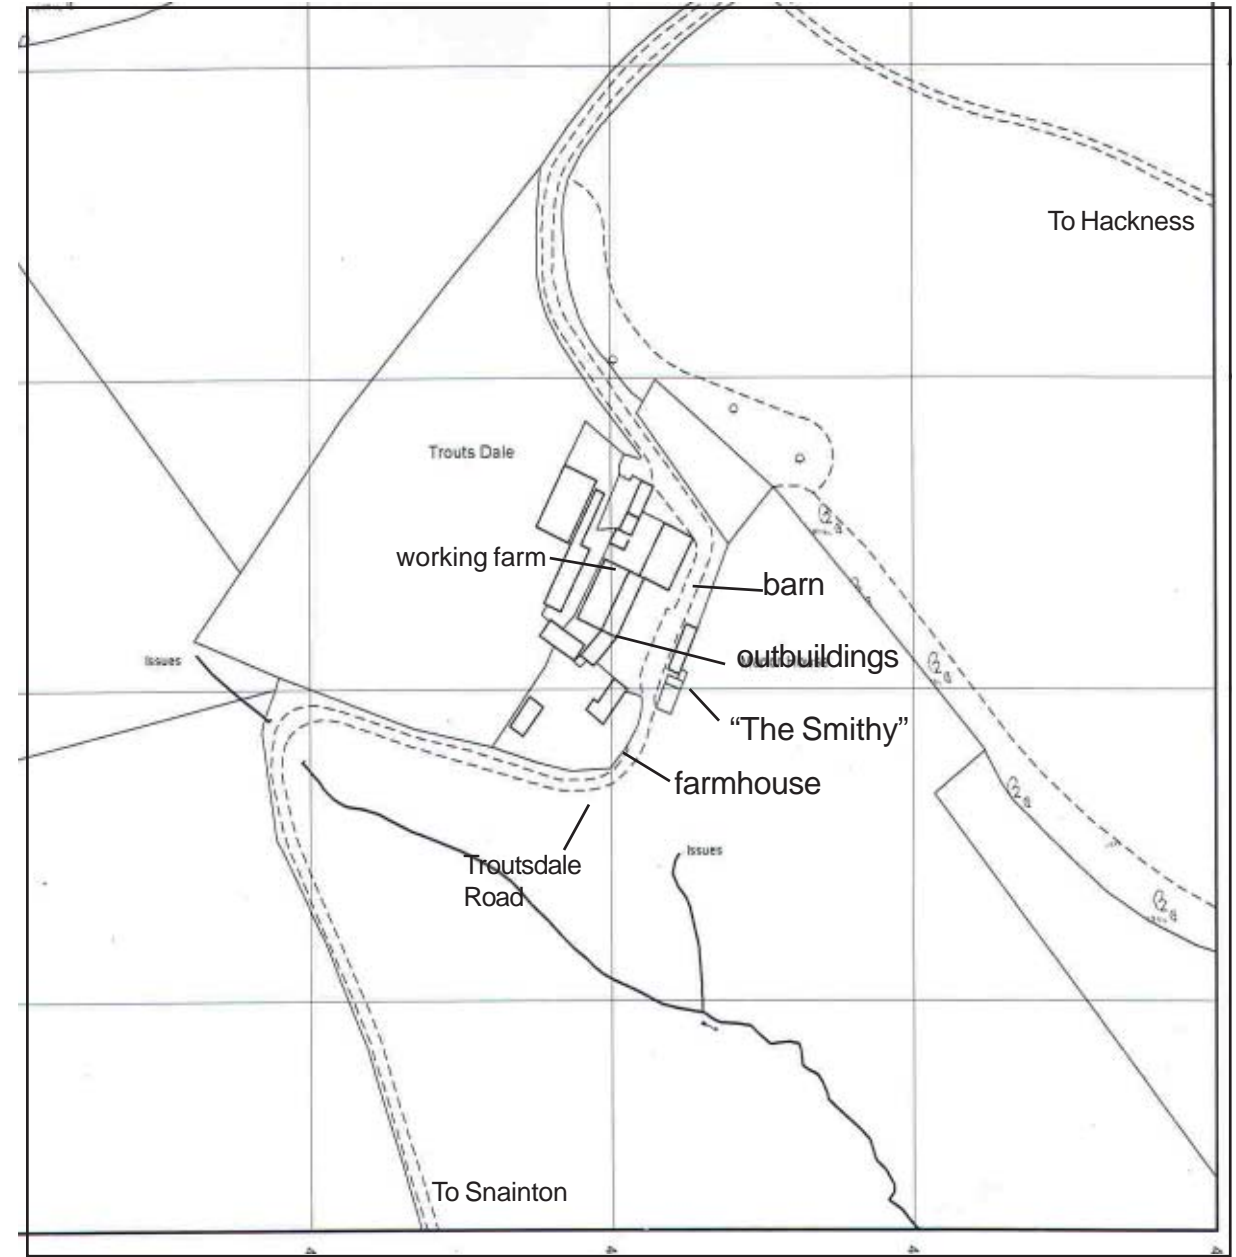 To Hackness
Trouts Dale
working farm
barn
Issues
outbuildings
“The Smithy”
farmhouse
Troutsdale
Road
Issues
To Snainton